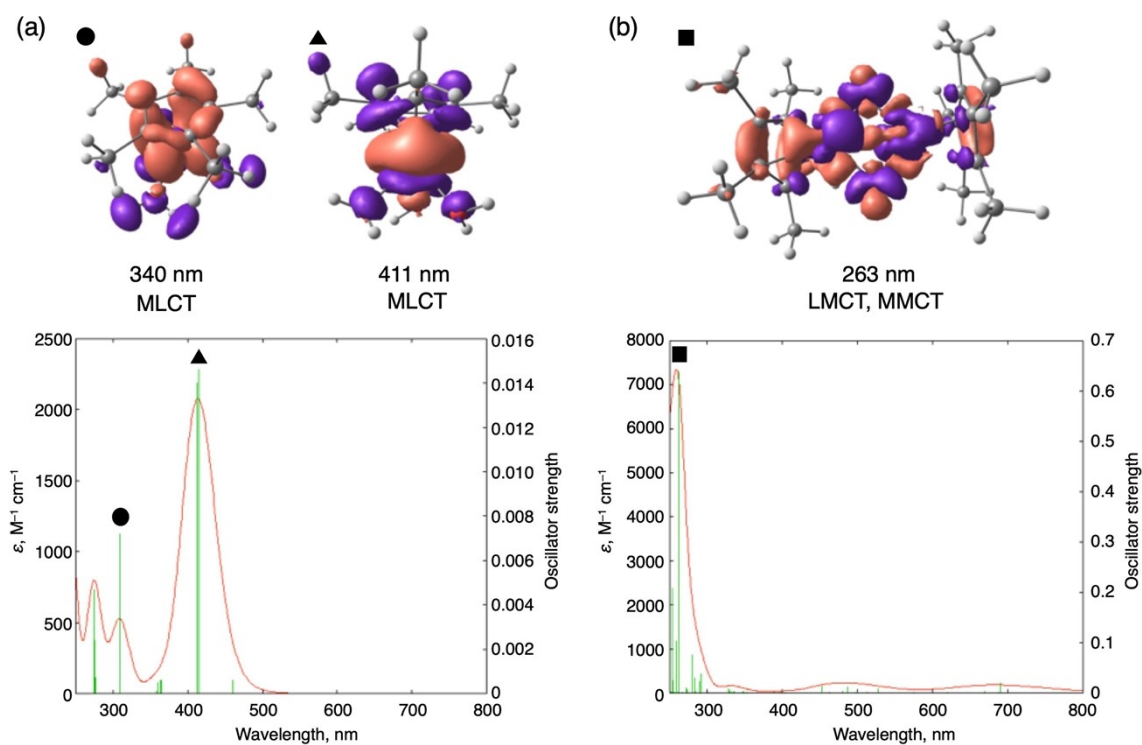 (a)
(b)
340 nm
MLCT
411 nm
MLCT
263 nm
LMCT, MMCT
2500
2000
1500
1000
500
0
ε, M⁻¹ cm⁻¹
0.016
0.014
0.012
0.010
0.008
0.006
0.004
0.002
0
Oscillator strength
300 400 500 600 700 800
Wavelength, nm
8000
7000
6000
7000
4000
3000
2000
1000
0
ε, M⁻¹ cm⁻¹
0.7
0.6
0.5
0.4
0.3
0.2
0.1
0
Oscillator strength
300 400 500 600 700 800
Wavelength, nm